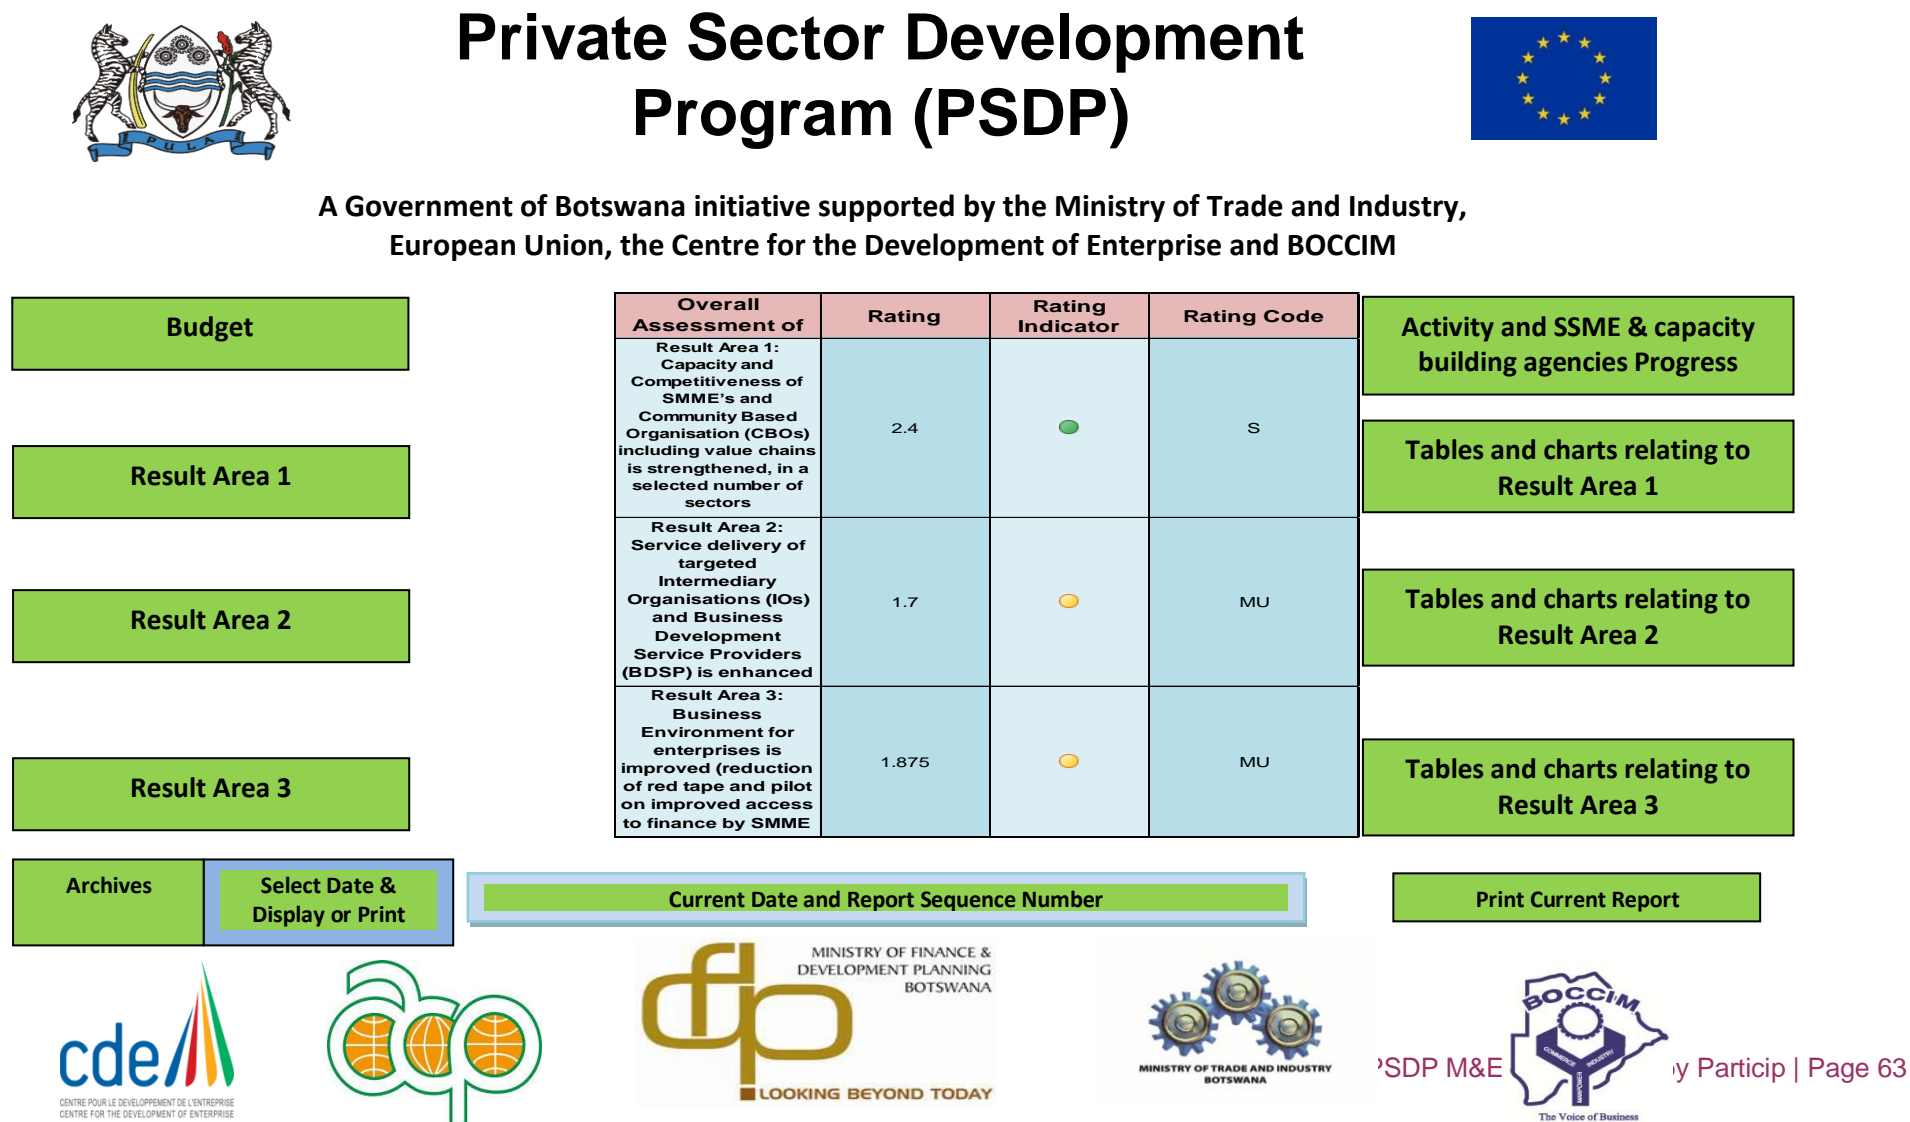 Private Sector Development
Program (PSDP)
PULA
A Government of Botswana initiative supported by the Ministry of Trade and Industry,
European Union, the Centre for the Development of Enterprise and BOCCIM
Budget
Result Area 1
Result Area 2
Result Area 3
Overall
Assessment of
Rating
Rating
Indicator
Rating Code
Result Area 1:
Capacity and
Competitiveness of
SMME's and
Community Based
Organisation (CBOs)
including value chains
is strengthened, in a
selected number of
sectors
2.4
S
Result Area 2:
Service delivery of
targeted
Intermediary
Organisations (IOs)
and Business
Development
Service Providers
(BDSP) is enhanced
1.7
MU
Result Area 3:
Business
Environment for
enterprises is
improved (reduction
of red tape and pilot
on improved access
to finance by SMME
1.875
MU
Activity and SSME & capacity
building agencies Progress
Tables and charts relating to
Result Area 1
Tables and charts relating to
Result Area 2
Tables and charts relating to
Result Area 3
Archives
Select Date &
Display or Print
Current Date and Report Sequence Number
Print Current Report
cde
CENTRE POUR LE DEVELOPPEMENT DE L'ENTREPRISE
CENTRE FOR THE DEVELOPMENT OF ENTERPRISE
acp
MINISTRY OF FINANCE &
DEVELOPMENT PLANNING
BOTSWANA
dfp
LOOKING BEYOND TODAY
MINISTRY OF TRADE AND INDUSTRY
BOTSWANA
BOCCIM
COMMERCE
INDUSTRY
MANPOWER
The Voice of Business
PSDP M&E
y Particip | Page 63